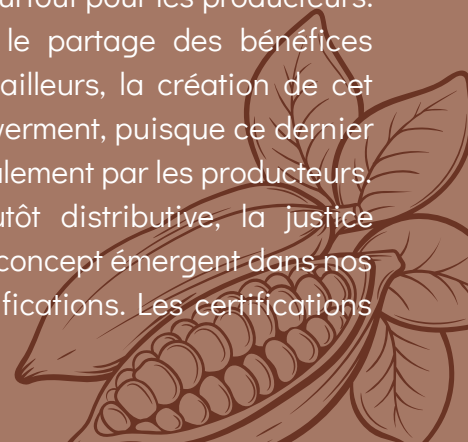 surtout pour les producteurs.
le partage des bénéfices
ailleurs, la création de cet
werment, puisque ce dernier
alement par les producteurs.
utôt distributive, la justice
concept émergent dans nos
fications. Les certifications